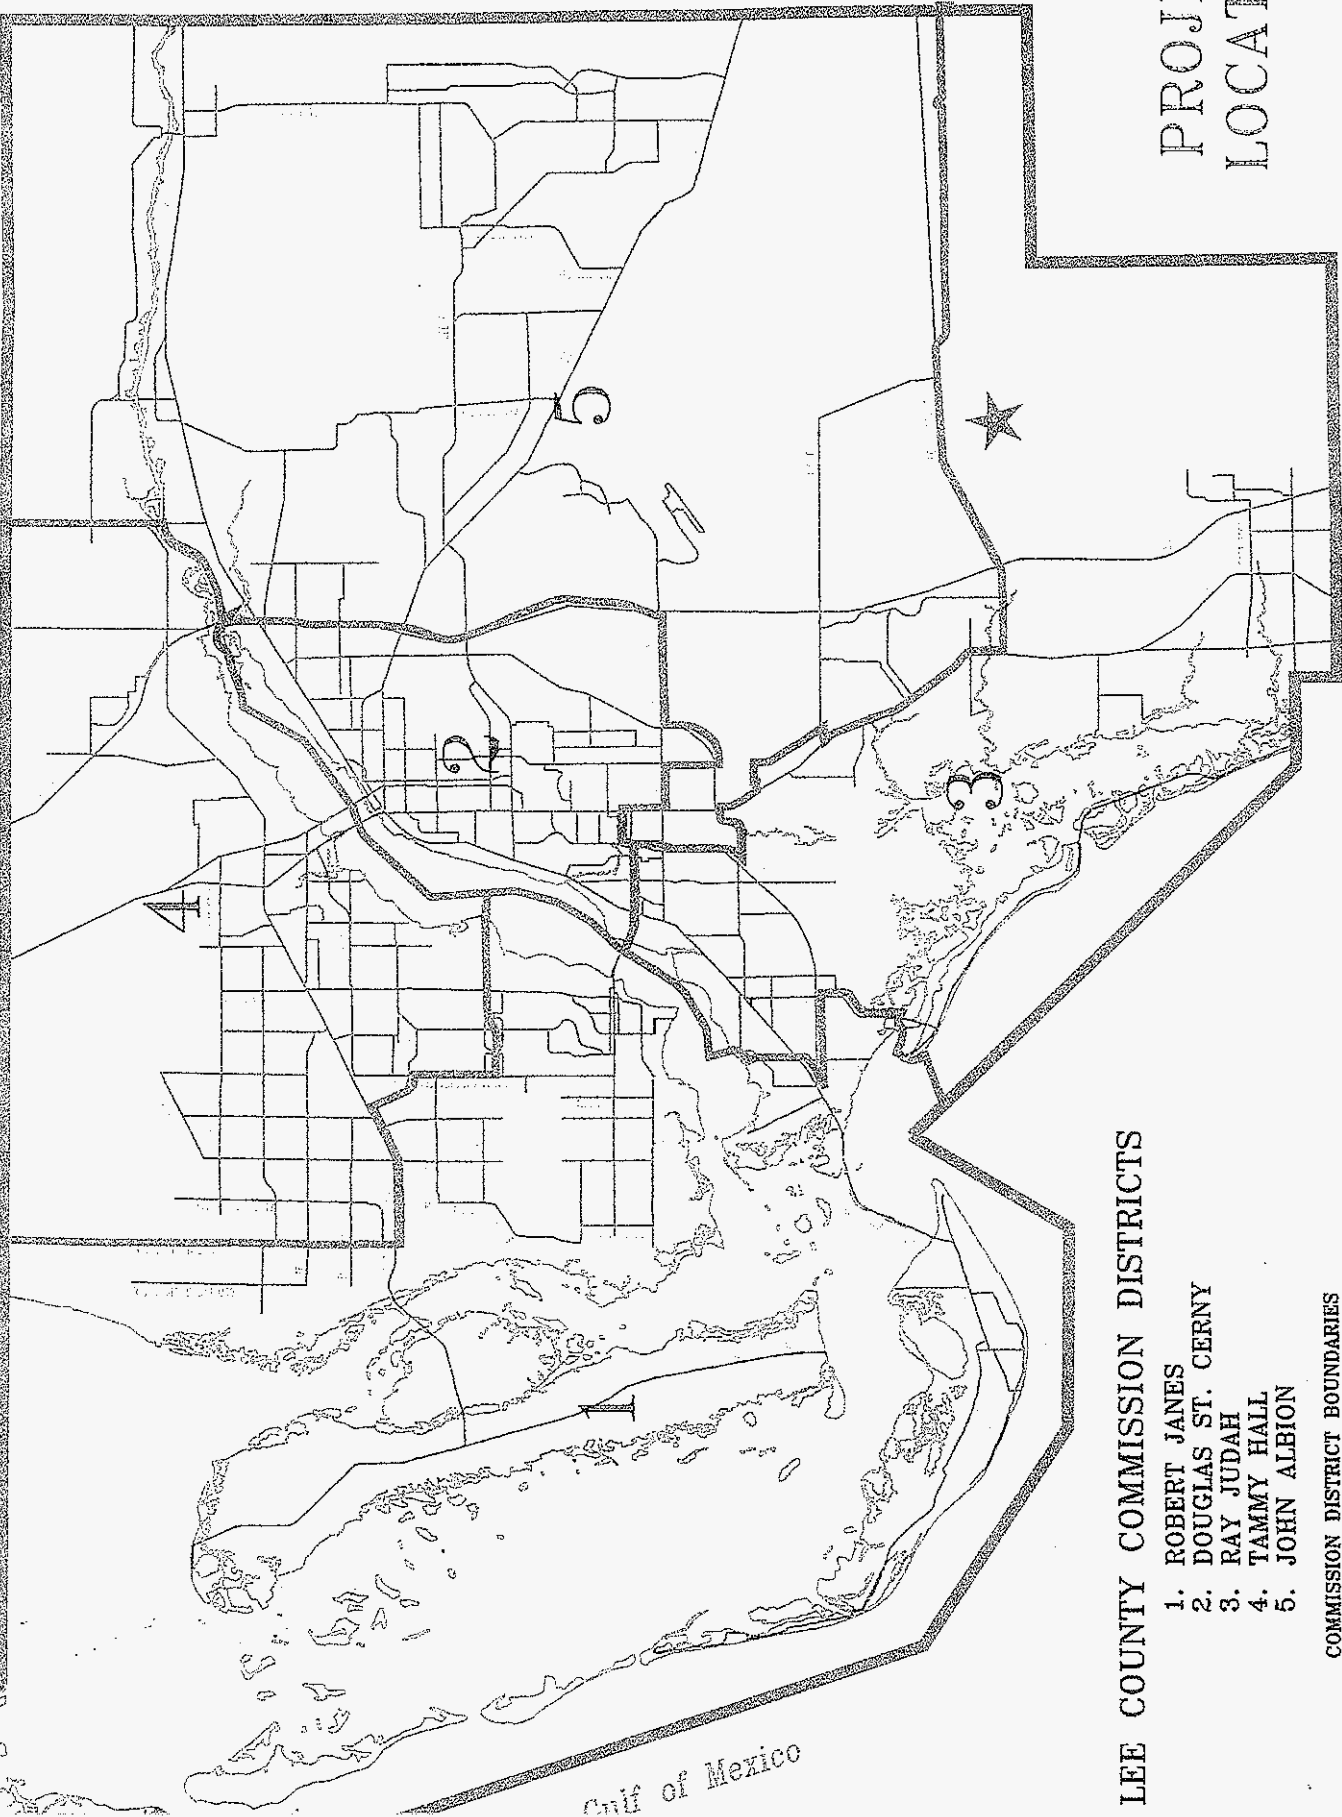 4
5
2
3
1
Gulf of Mexico
LEE COUNTY COMMISSION DISTRICTS
1. ROBERT JANES
2. DOUGLAS ST. CERNY
3. RAY JUDAH
4. TAMMY HALL
5. JOHN ALBION
COMMISSION DISTRICT BOUNDARIES